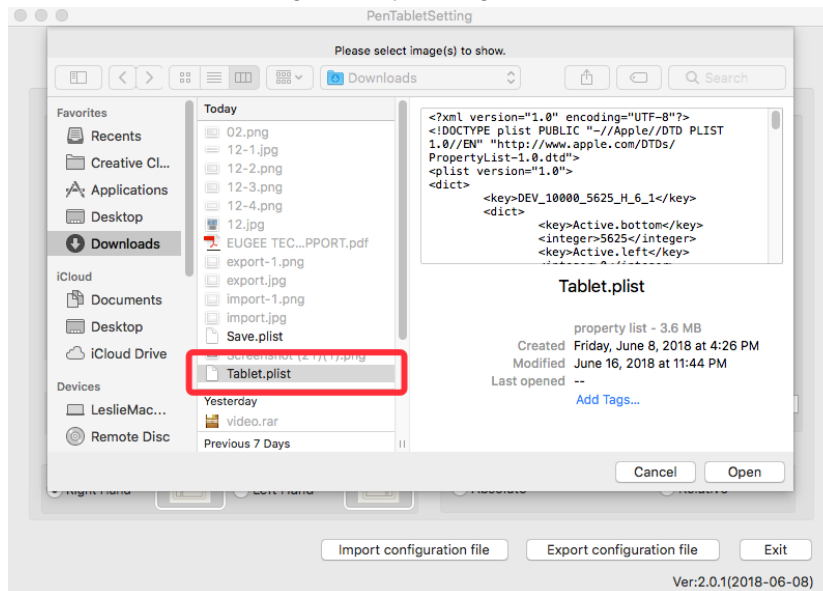 PenTabletSetting
Please select image(s) to show.
Downloads
Search
Favorites
Recents
Creative Cl...
Applications
Desktop
Downloads
iCloud
Documents
Desktop
iCloud Drive
Devices
LeslieMac...
Remote Disc
Today
02.png
12-1.jpg
12-2.png
12-3.png
12-4.png
12.jpg
EUGEE TEC...PPORT.pdf
export-1.png
export.jpg
import-1.png
import.jpg
Save.plist
Screenshot (21)(1).png
Tablet.plist
Yesterday
video.rar
Previous 7 Days
<?xml version="1.0" encoding="UTF-8"?>
<!DOCTYPE plist PUBLIC "-//Apple//DTD PLIST
1.0//EN" "http://www.apple.com/DTDs/
PropertyList-1.0.dtd">
<plist version="1.0">
<dict>
<key>DEV_10000_5625_H_6_1</key>
<dict>
<key>Active.bottom</key>
<integer>5625</integer>
<key>Active.left</key>
<integer>0</integer>
Tablet.plist
property list - 3.6 MB
Created Friday, June 8, 2018 at 4:26 PM
Modified June 16, 2018 at 11:44 PM
Last opened --
Add Tags...
Cancel
Open
Right Hand
Left Hand
Absolute
Relative
Import configuration file
Export configuration file
Exit
Ver:2.0.1(2018-06-08)